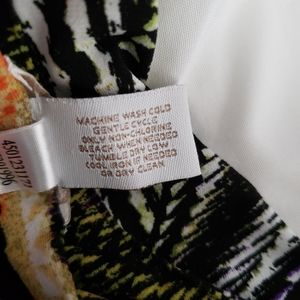 MACHINE WASH COLD
GENTLE CYCLE
ONLY NON-CHLORINE
BLEACH WHEN NEEDED
TUMBLE DRY LOW
COOL IRON IF NEEDED
OR DRY CLEAN